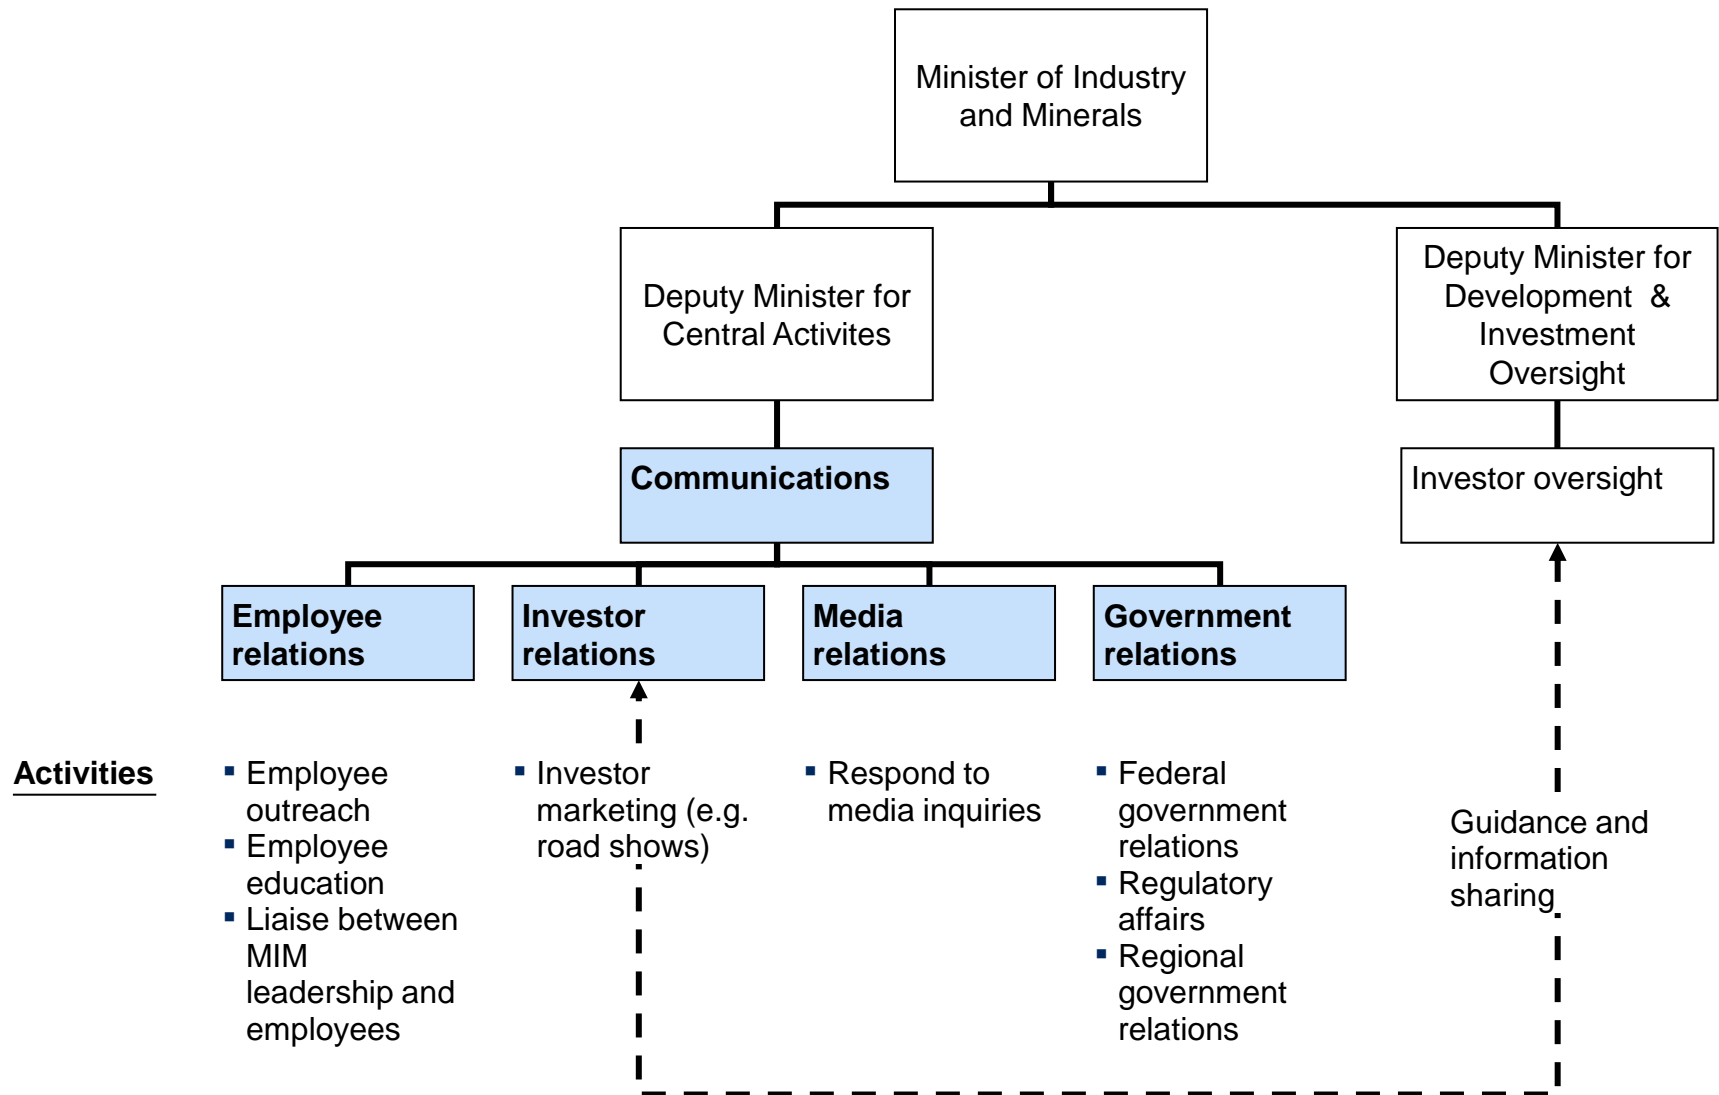 Minister of Industry
and Minerals
Deputy Minister for
Central Activites
Deputy Minister for
Development &
Investment
Oversight
Communications
Investor oversight
Employee
relations
Investor
relations
Media
relations
Government
relations
Activities
▪ Employee
outreach
▪ Employee
education
▪ Liaise between
MIM
leadership and
employees
▪ Investor
marketing (e.g.
road shows)
▪ Respond to
media inquiries
▪ Federal
government
relations
▪ Regulatory
affairs
▪ Regional
government
relations
Guidance and
information
sharing